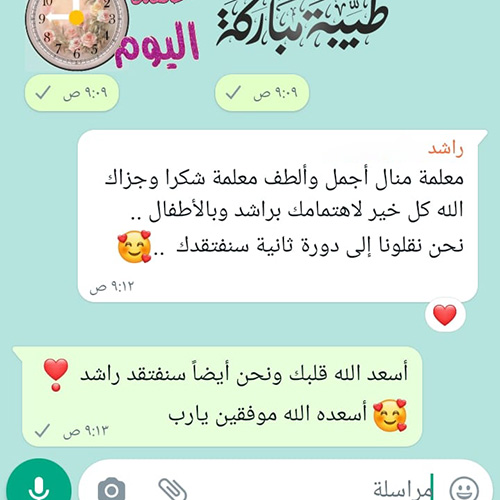 طيبة مباركة
اليوم
٩:٠٩ ص
٩:٠٩ ص
راشد
معلمة منال أجمل وألطف معلمة شكرا وجزاك
الله كل خير لاهتمامك براشد وبالأطفال ..
نحن نقلونا إلى دورة ثانية سنفتقدك ..
٩:١٢ ص
أسعد الله قلبك ونحن أيضاً سنفتقد راشد
أسعده الله موفقين يارب
٩:١٣ ص
مراسلة